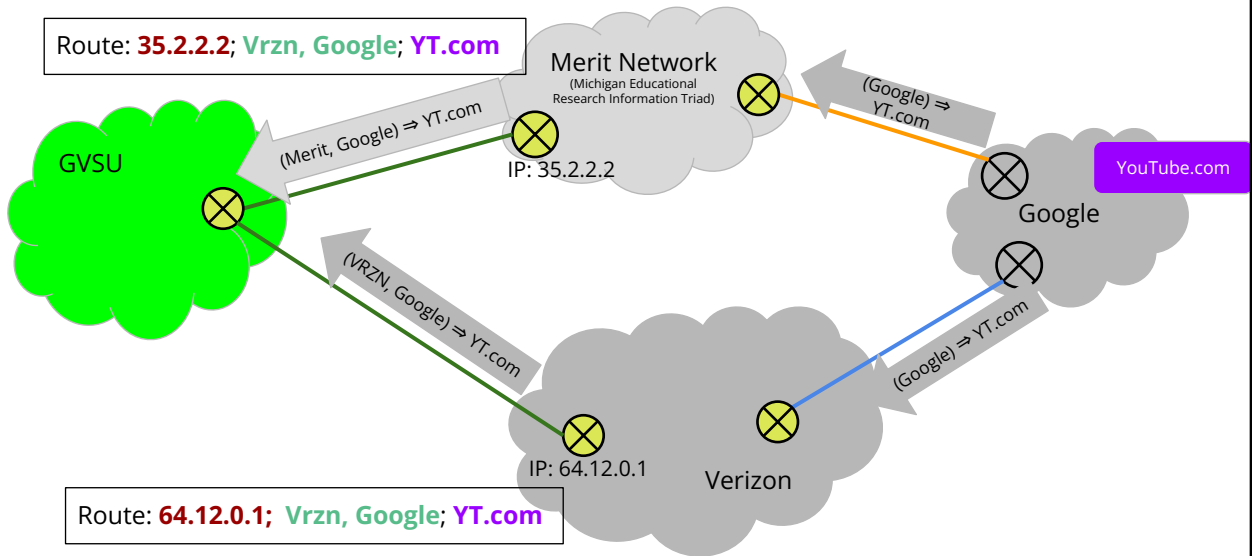 Route: 35.2.2.2; Vrzn, Google; YT.com
Merit Network
(Michigan Educational
Research Information Triad)
(Google) ⇒
YT.com
(Merit, Google) ⇒ YT.com
GVSU
IP: 35.2.2.2
YouTube.com
Google
(VRZN, Google) ⇒ YT.com
(Google) ⇒ YT.com
IP: 64.12.0.1
Verizon
Route: 64.12.0.1; Vrzn, Google; YT.com